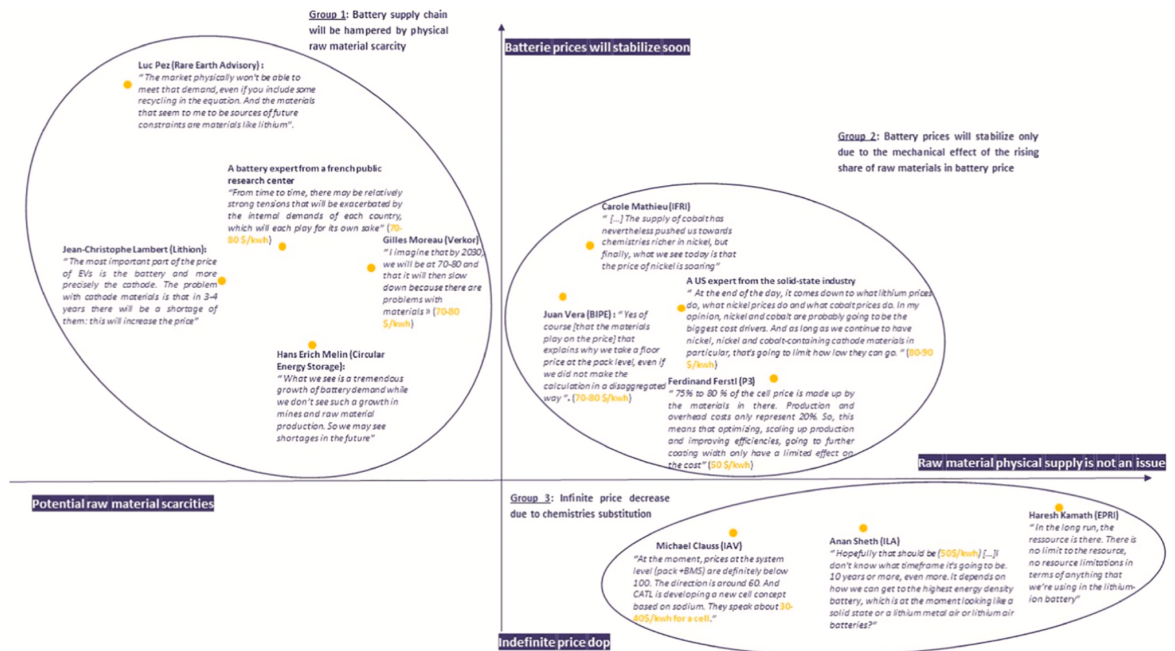 Group 1: Battery supply chain
will be hampered by physical
raw material scarcity
Batterie prices will stabilize soon
Luc Pez (Rare Earth Advisory) :
“ The market physically won't be able to
meet that demand, even if you include some
recycling in the equation. And the materials
that seem to me to be sources of future
constraints are materials like lithium”.
Group 2: Battery prices will stabilize only
due to the mechanical effect of the rising
share of raw materials in battery price
A battery expert from a french public
research center
“From time to time, there may be relatively
strong tensions that will be exacerbated by
the internal demands of each country,
which will each play for its own sake” (70-
80 $/kwh)
Jean-Christophe Lambert (Lithion):
“The most important part of the price
of EVs is the battery and more
precisely the cathode. The problem
with cathode materials is that in 3-4
years there will be a shortage of
them: this will increase the price”
Gilles Moreau (Verkor)
“ I imagine that by 2030,
we will be at 70-80 and
that it will then slow
down because there are
problems with
materials » (70-80
$/kwh)
Hans Erich Melin (Circular
Energy Storage):
“What we see is a tremendous
growth of battery demand while
we don't see such a growth in
mines and raw material
production. So we may see
shortages in the future”
Carole Mathieu (IFRI)
“ [...] The supply of cobalt has
nevertheless pushed us towards
chemistries richer in nickel, but
finally, what we see today is that
the price of nickel is soaring”
A US expert from the solid-state industry
“ At the end of the day, it comes down to what lithium prices
do, what nickel prices do and what cobalt prices do. In my
opinion, nickel and cobalt are probably going to be the
biggest cost drivers. And as long as we continue to have
nickel, nickel and cobalt-containing cathode materials in
particular, that's going to limit how low they can go. ” (80-90
$/kwh)
Juan Vera (BIPE) : “ Yes of
course [that the materials
play on the price] that
explains why we take a floor
price at the pack level, even if
we did not make the
calculation in a disaggregated
way “. (70-80 $/kwh)
Ferdinand Ferstl (P3)
“ 75% to 80 % of the cell price is made up by
the materials in there. Production and
overhead costs only represent 20%. So, this
means that optimizing, scaling up production
and improving efficiencies, going to further
coating width only have a limited effect on
the cost” (50 $/kwh)
Raw material physical supply is not an issue
Potential raw material scarcities
Group 3: Infinite price decrease
due to chemistries substitution
Michael Clauss (IAV)
“At the moment, prices at the system
level (pack +BMS) are definitely below
100. The direction is around 60. And
CATL is developing a new cell concept
based on sodium. They speak about 30-
40$/kwh for a cell.“
Anan Sheth (ILA)
“ Hopefully that should be (50$/kwh) [...]I
don't know what timeframe it's going to be.
10 years or more, even more. It depends on
how we can get to the highest energy density
battery, which is at the moment looking like a
solid state or a lithium metal air or lithium air
batteries?”
Haresh Kamath (EPRI)
“In the long run, the
ressource is there. There is
no limit to the resource,
no resource limitations in
terms of anything that
we're using in the lithium-
ion battery”
Indefinite price dop